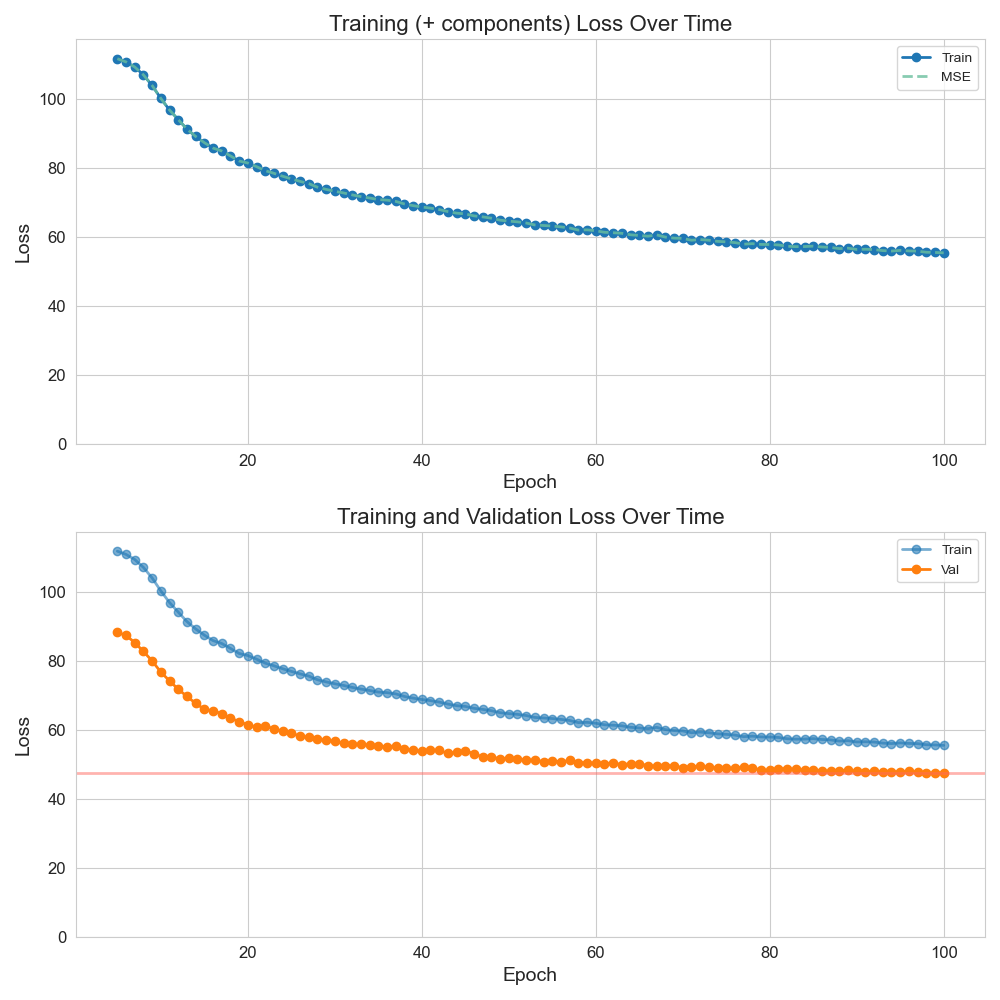 Training (+ components) Loss Over Time
Train
MSE
Loss
100
80
60
40
20
0
20 40 60 80 100
Epoch
Training and Validation Loss Over Time
Train
Val
Loss
100
80
60
40
20
0
20 40 60 80 100
Epoch